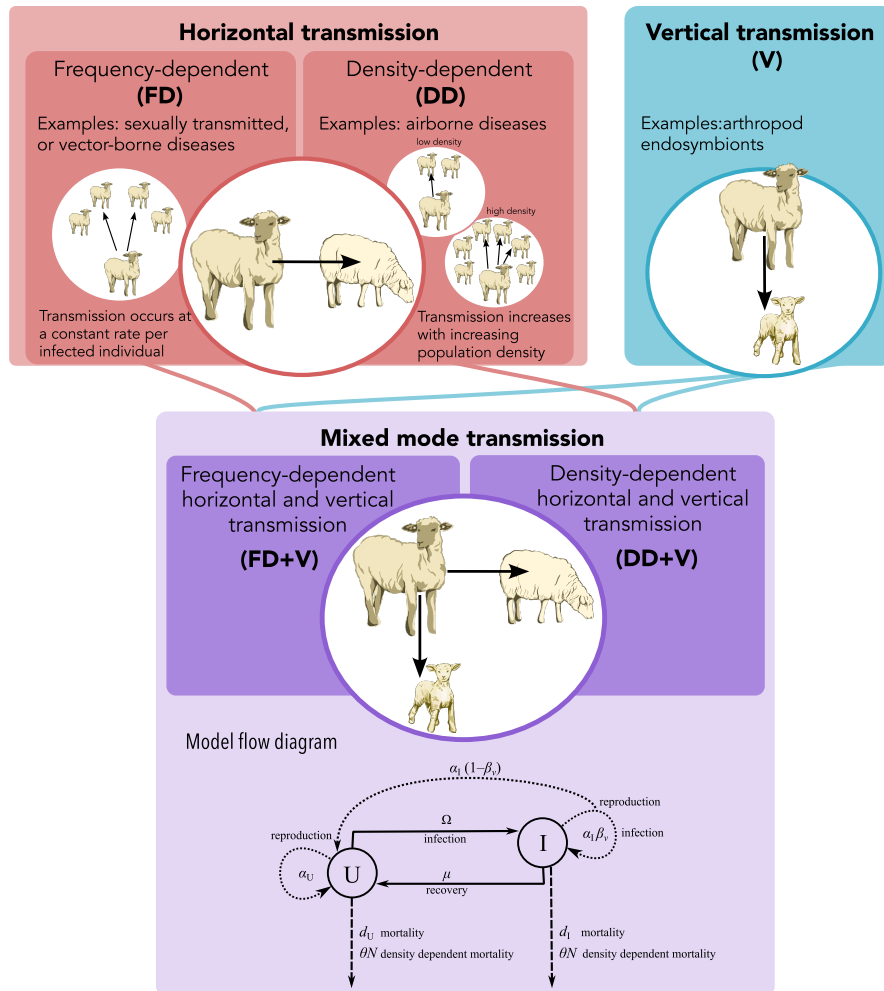 Horizontal transmission
Frequency-dependent
(FD)
Examples: sexually transmitted,
or vector-borne diseases
Transmission occurs at
a constant rate per
infected individual
Density-dependent
(DD)
Examples: airborne diseases
low density
high density
Transmission increases
with increasing
population density
Vertical transmission
(V)
Examples:arthropod
endosymbionts
Mixed mode transmission
Frequency-dependent
horizontal and vertical
transmission
(FD+V)
Density-dependent
horizontal and vertical
transmission
(DD+V)
Model flow diagram
αI (1−βv)
reproduction
reproduction
Ω
infection
αI βv
infection
I
αU
U
μ
recovery
dU mortality
θN density dependent mortality
dI mortality
θN density dependent mortality